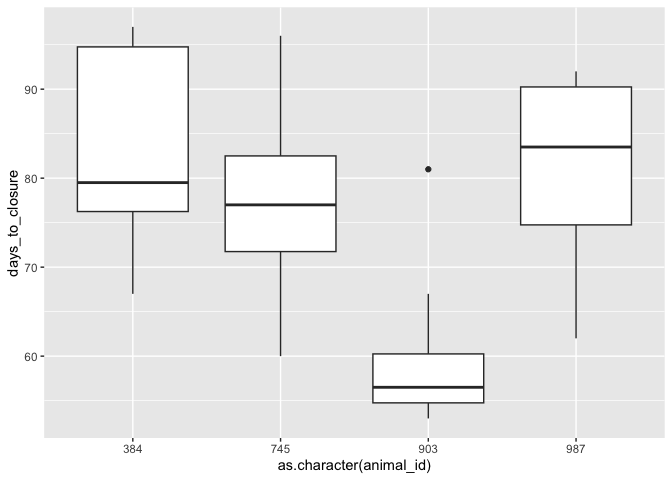 90
80
70
60
days_to_closure
384 745 903 987
as.character(animal_id)